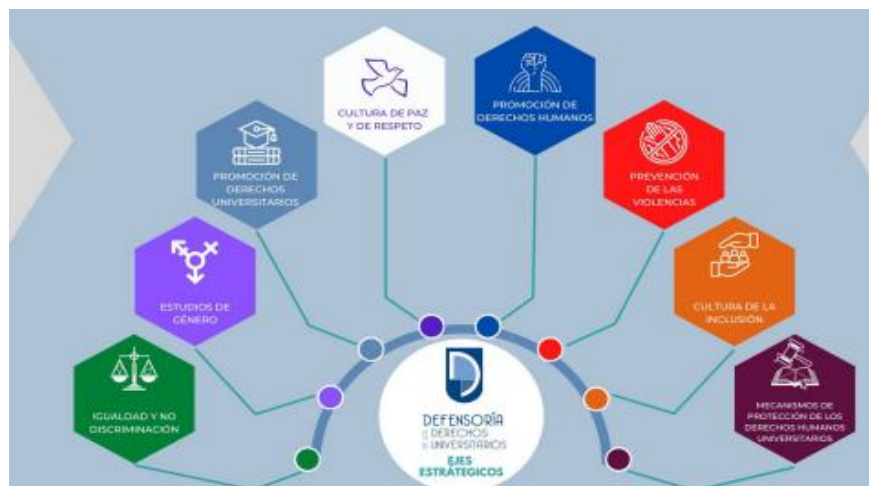 CULTURA DE PAZ
Y DE RESPETO
PROMOCIÓN DE
DERECHOS HUMANOS
PROMOCIÓN DE
DERECHOS
UNIVERSITARIOS
PREVENCIÓN
DE LAS
VIOLENCIAS
ESTUDIOS DE
GÉNERO
CULTURA DE LA
INCLUSIÓN
IGUALDAD Y NO
DISCRIMINACIÓN
MECANISMOS DE
PROTECCIÓN DE LOS
DERECHOS HUMANOS
UNIVERSITARIOS
DEFENSORÍA
DE DERECHOS
UNIVERSITARIOS
EJES
ESTRATÉGICOS